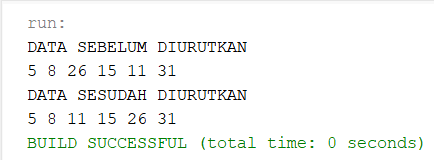 run:
DATA SEBELUM DIURUTKAN
5 8 26 15 11 31
DATA SESUDAH DIURUTKAN
5 8 11 15 26 31
BUILD SUCCESSFUL (total time: 0 seconds)